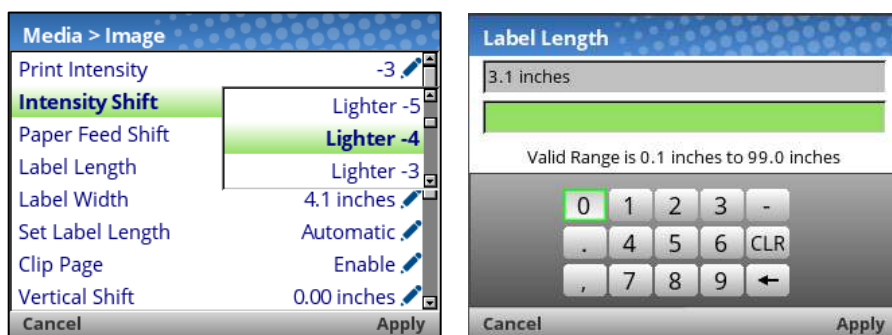 Media > Image
Print Intensity -3
Intensity Shift
Lighter -5
Paper Feed Shift
Lighter -4
Label Length
Lighter -3
Label Width 4.1 inches
Set Label Length Automatic
Clip Page Enable
Vertical Shift 0.00 inches
Cancel Apply
Label Length
3.1 inches
Valid Range is 0.1 inches to 99.0 inches
0 1 2 3 -
. 4 5 6 CLR
, 7 8 9 ←
Cancel Apply